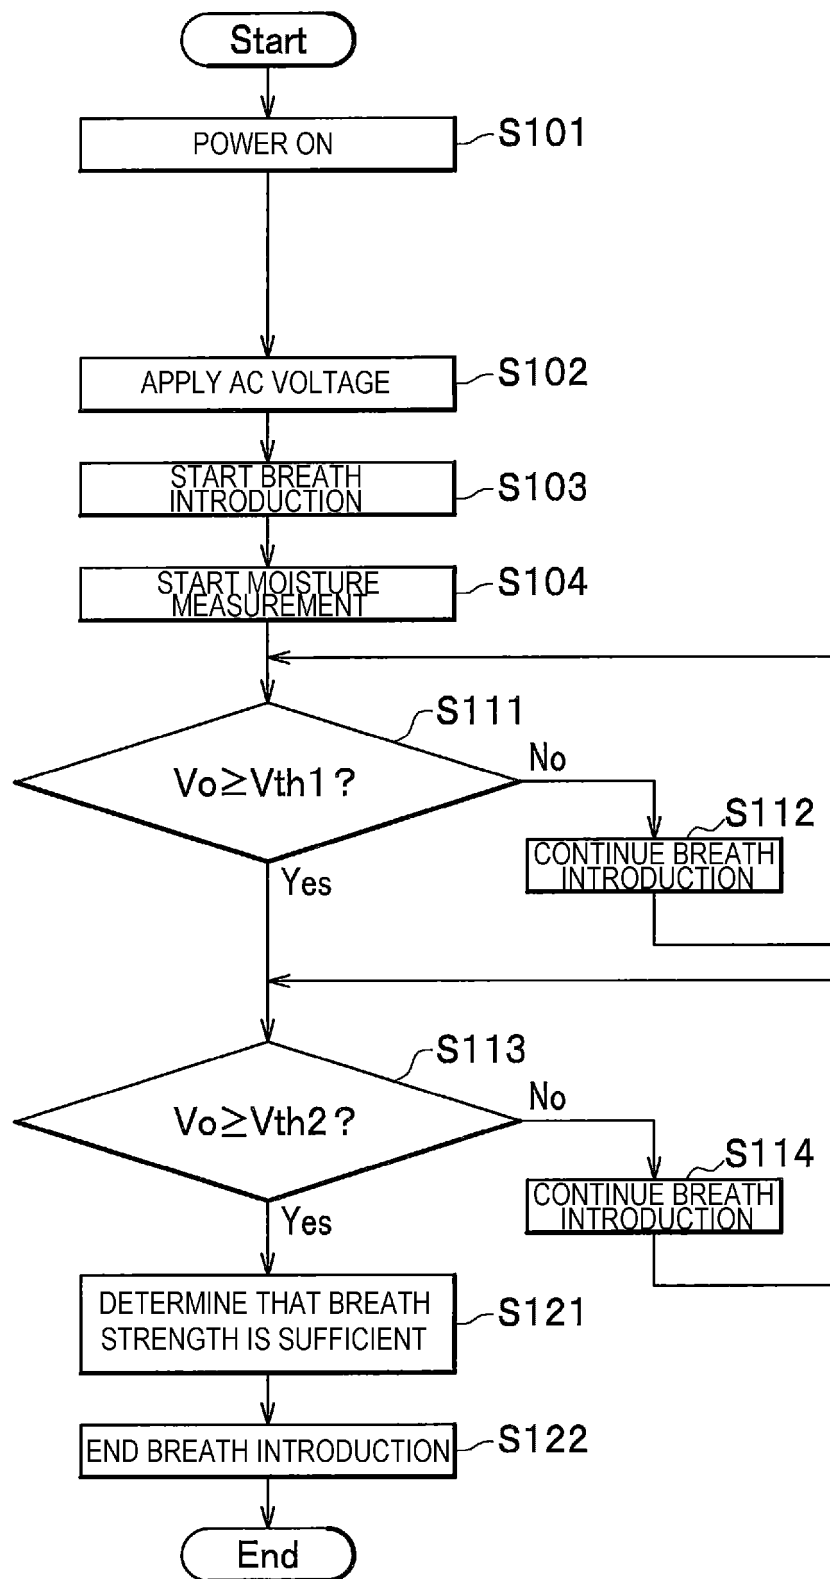 Start
POWER ON
S101
APPLY AC VOLTAGE
S102
START BREATH
INTRODUCTION
S103
START MOISTURE
MEASUREMENT
S104
S111
Vo≥Vth1?
No
Yes
S112
CONTINUE BREATH
INTRODUCTION
S113
Vo≥Vth2?
No
Yes
S114
CONTINUE BREATH
INTRODUCTION
DETERMINE THAT BREATH
STRENGTH IS SUFFICIENT
S121
END BREATH INTRODUCTION
S122
End